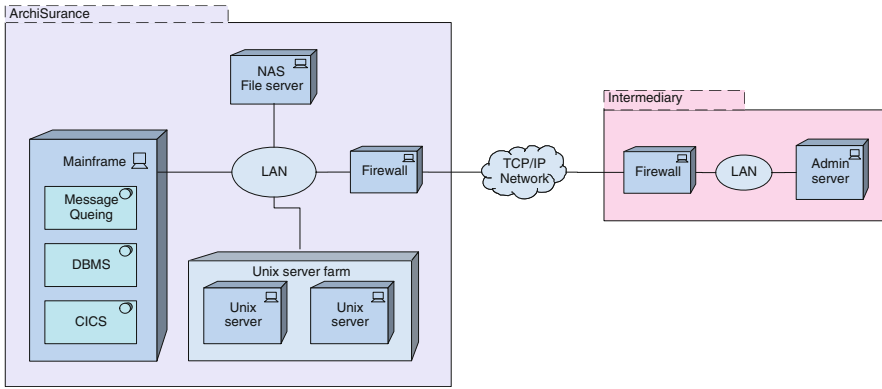 ArchiSurance
NAS
File server
Intermediary
Mainframe
LAN
Firewall
TCP/IP
Network
Firewall
LAN
Admin
server
Message
Queing
DBMS
CICS
Unix server farm
Unix
server
Unix
server